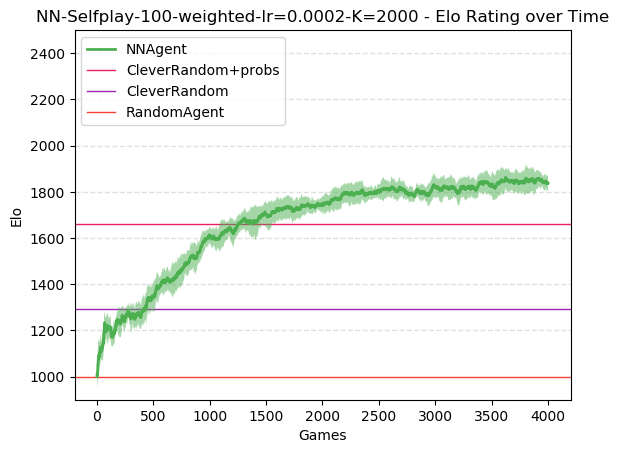 NN-Selfplay-100-weighted-lr=0.0002-K=2000 - Elo Rating over Time
NNAgent
CleverRandom+probs
CleverRandom
RandomAgent
2400
2200
2000
1800
1600
1400
1200
1000
Elo
0 500 1000 1500 2000 2500 3000 3500 4000
Games